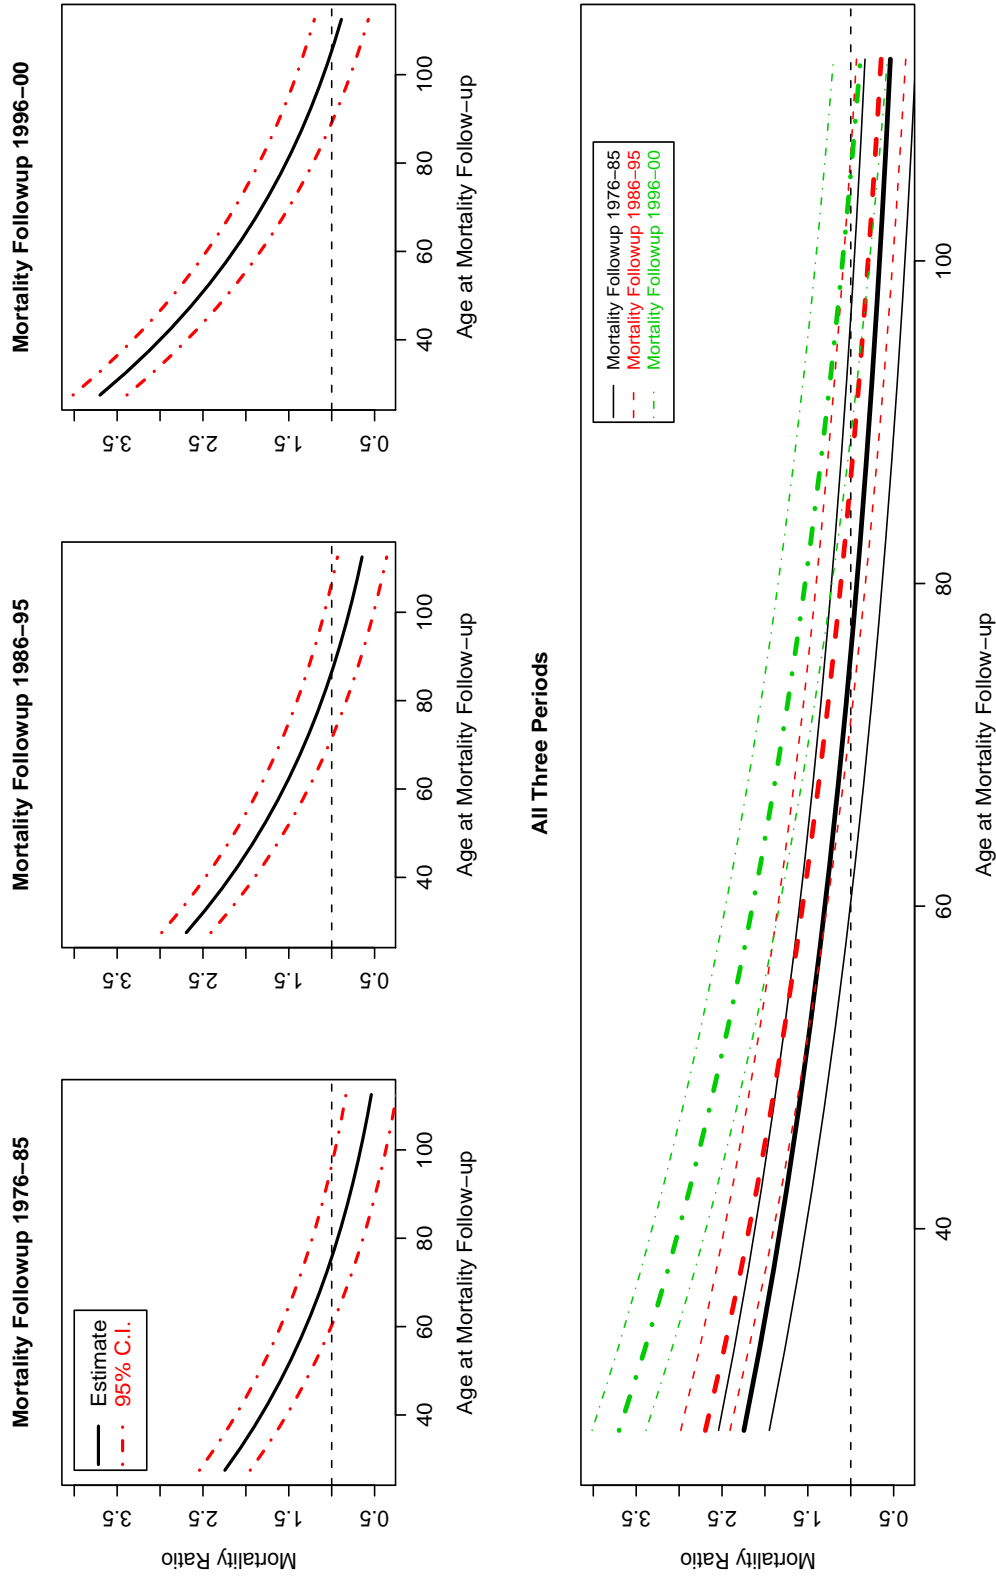 Mortality Followup 1976−85
Mortality Ratio
0.5
1.5
2.5
3.5
40
60
80
100
Age at Mortality Follow−up
Estimate
95% C.I.
Mortality Followup 1986−95
0.5
1.5
2.5
3.5
40
60
80
100
Age at Mortality Follow−up
Mortality Followup 1996−00
0.5
1.5
2.5
3.5
40
60
80
100
Age at Mortality Follow−up
All Three Periods
Mortality Ratio
0.5
1.5
2.5
3.5
40
60
80
100
Age at Mortality Follow−up
Mortality Followup 1976−85
Mortality Followup 1986−95
Mortality Followup 1996−00